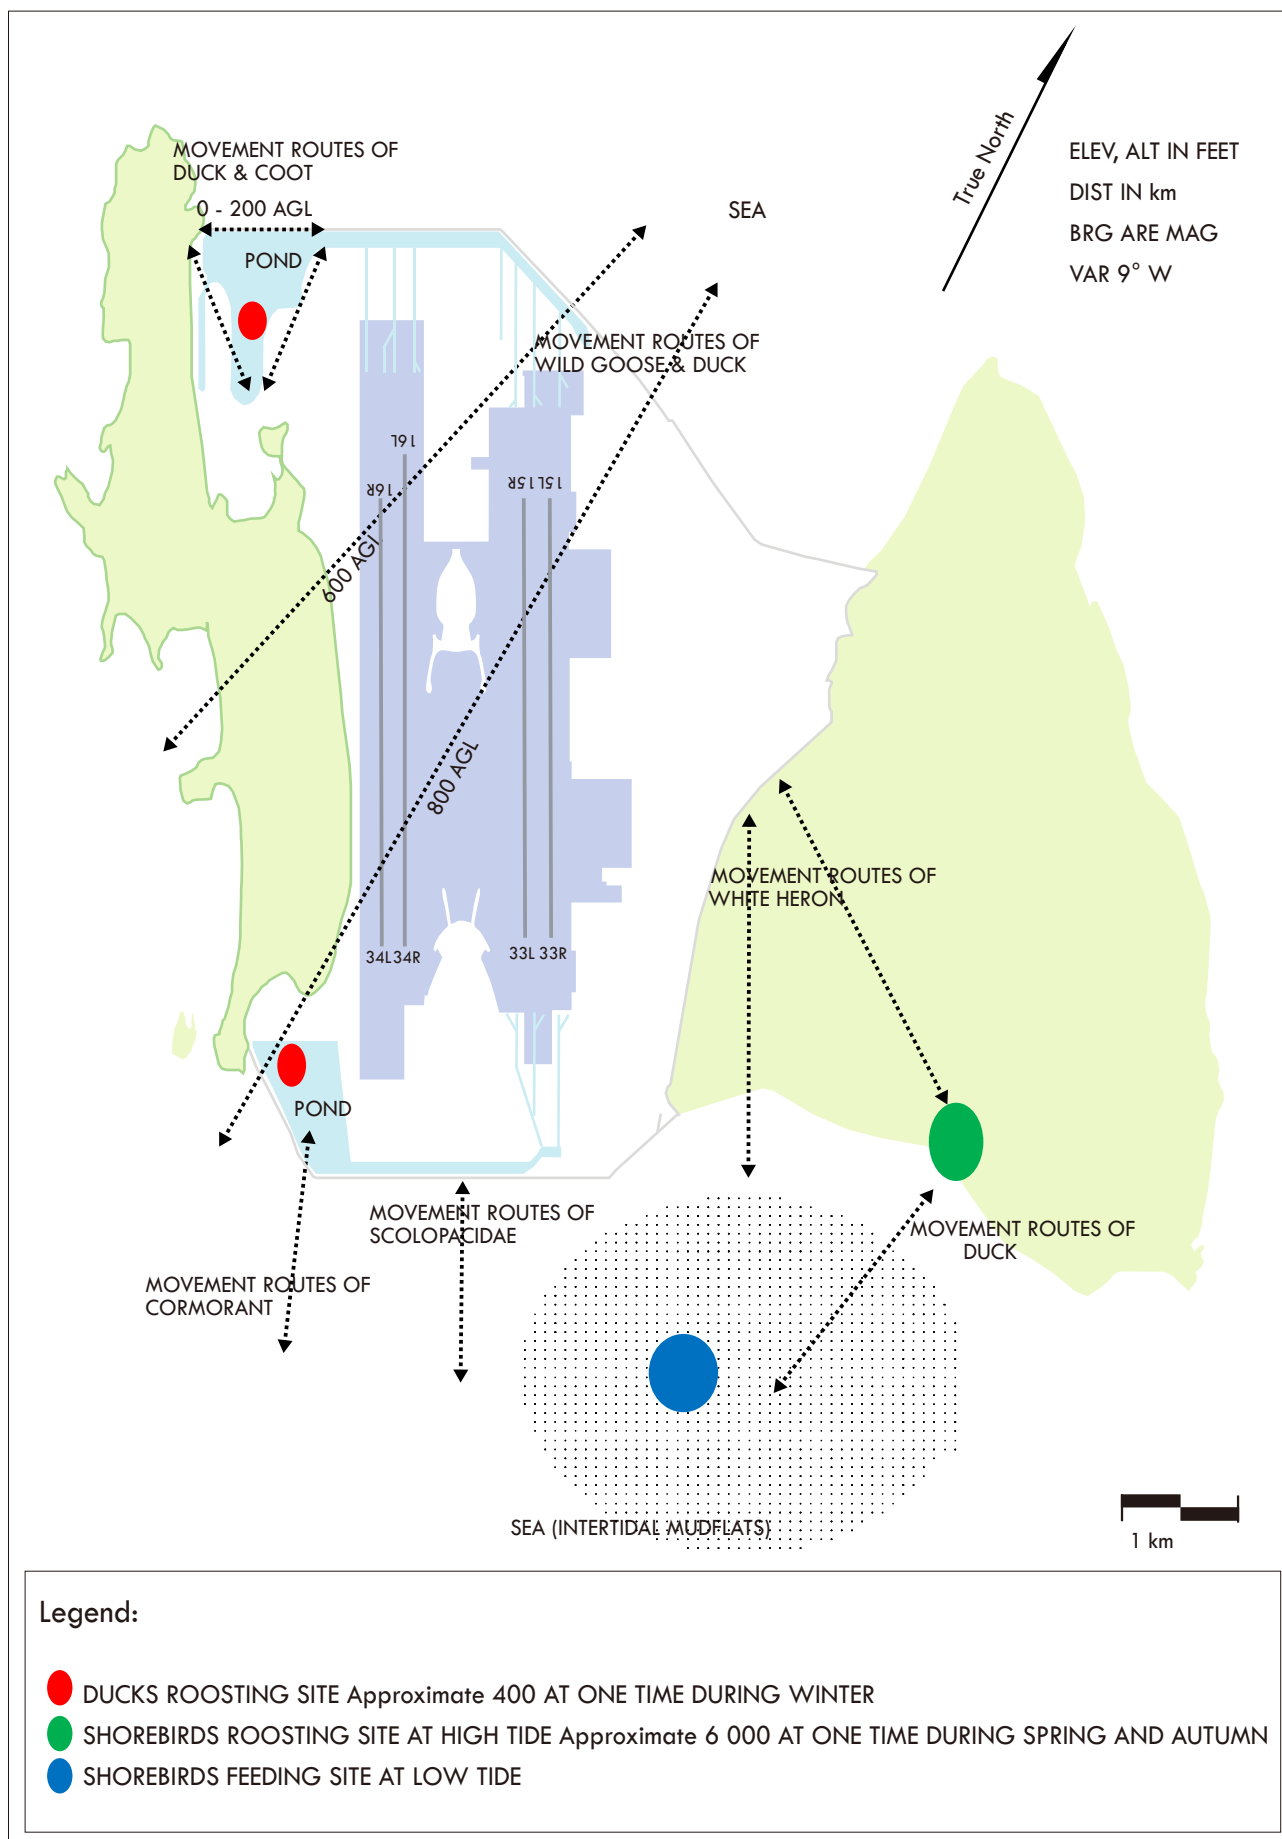 MOVEMENT ROUTES OF
DUCK & COOT
0 - 200 AGL
POND
SEA
True North
ELEV, ALT IN FEET
DIST IN km
BRG ARE MAG
VAR 9° W
MOVEMENT ROUTES OF
WILD GOOSE & DUCK
16L
16R
15R 15L
600 AGL
800 AGL
MOVEMENT ROUTES OF
WHITE HERON
34L 34R
33L 33R
POND
MOVEMENT ROUTES OF
SCOLOPACIDAE
MOVEMENT ROUTES OF
DUCK
MOVEMENT ROUTES OF
CORMORANT
SEA (INTERTIDAL MUDFLATS)
1 km
Legend:
DUCKS ROOSTING SITE Approximate 400 AT ONE TIME DURING WINTER
SHOREBIRDS ROOSTING SITE AT HIGH TIDE Approximate 6 000 AT ONE TIME DURING SPRING AND AUTUMN
SHOREBIRDS FEEDING SITE AT LOW TIDE